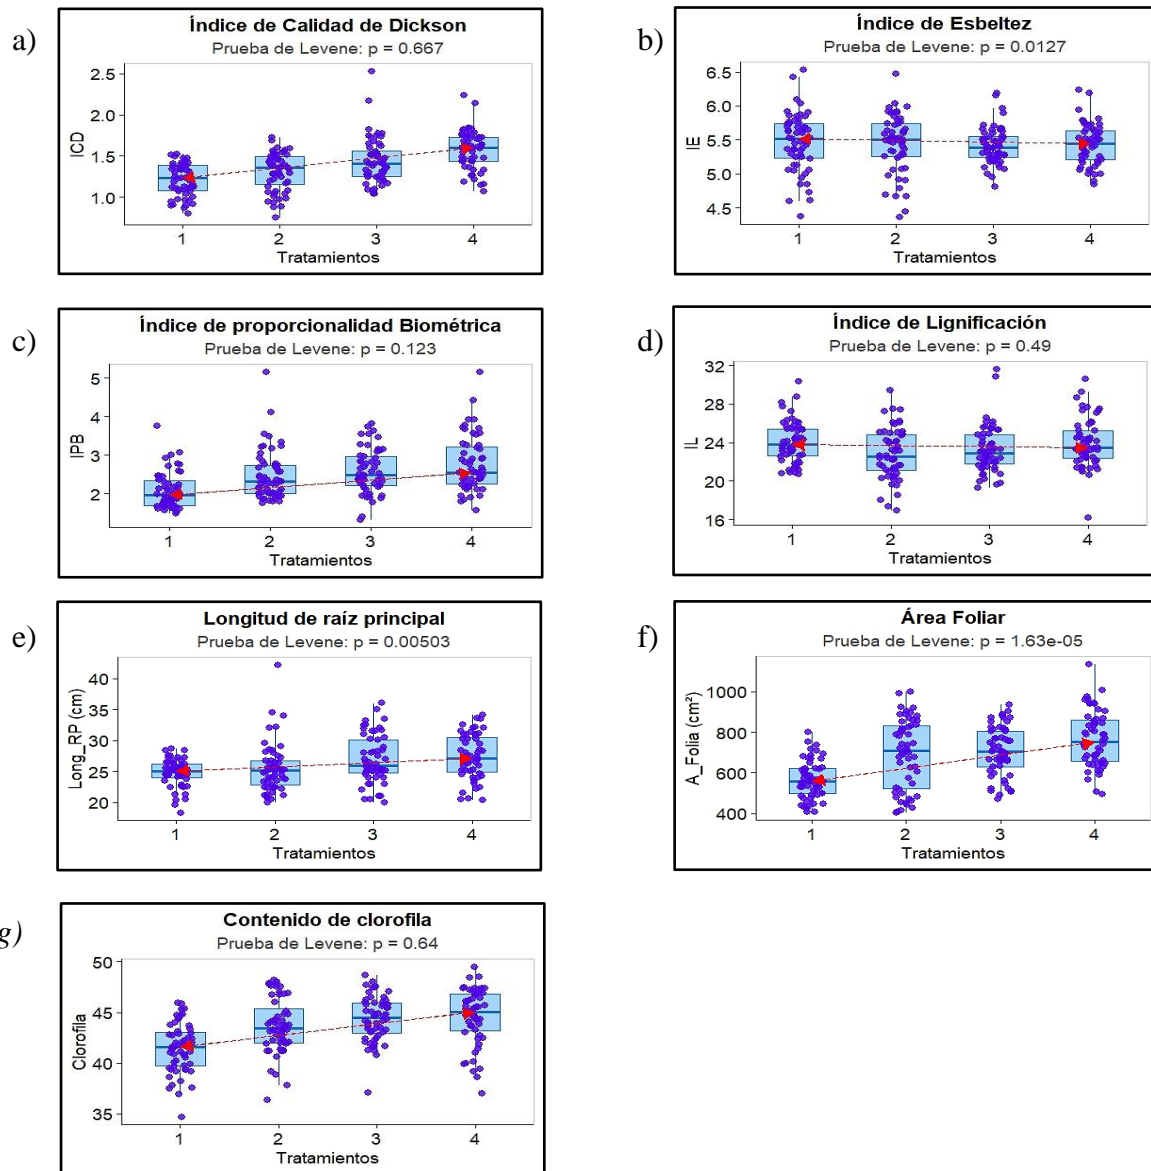 a)
Índice de Calidad de Dickson
Prueba de Levene: p = 0.667
ICD
2.5
2.0
1.5
1.0
1 2 3 4
Tratamientos
b)
Índice de Esbeltez
Prueba de Levene: p = 0.0127
IE
6.5
6.0
5.5
5.0
4.5
1 2 3 4
Tratamientos
c)
Índice de proporcionalidad Biométrica
Prueba de Levene: p = 0.123
IPB
5
4
3
2
1 2 3 4
Tratamientos
d)
Índice de Lignificación
Prueba de Levene: p = 0.49
IL
32
28
24
20
16
1 2 3 4
Tratamientos
e)
Longitud de raíz principal
Prueba de Levene: p = 0.00503
Long_RP (cm)
40
35
30
25
20
1 2 3 4
Tratamientos
f)
Área Foliar
Prueba de Levene: p = 1.63e-05
A_Folia (cm²)
1000
800
600
400
1 2 3 4
Tratamientos
g)
Contenido de clorofila
Prueba de Levene: p = 0.64
Clorofila
50
45
40
35
1 2 3 4
Tratamientos